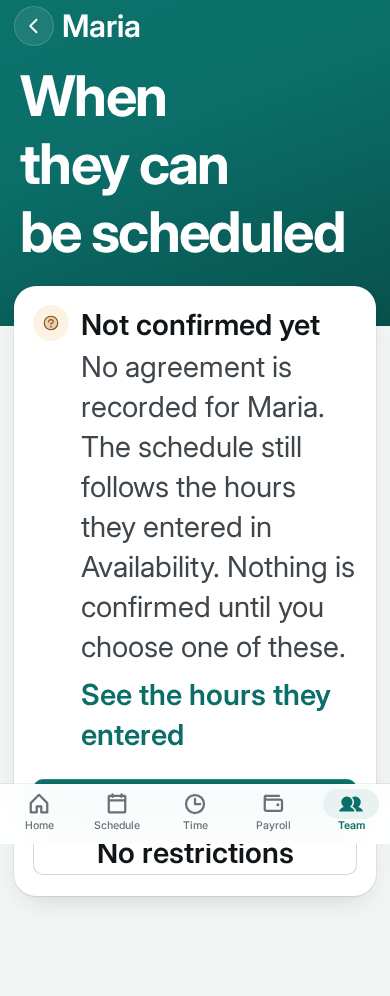 Maria
When
they can
be scheduled
Not confirmed yet
No agreement is
recorded for Maria.
The schedule still
follows the hours
they entered in
Availability. Nothing is
confirmed until you
choose one of these.
See the hours they
entered
Home
Schedule
Time
Payroll
Team
No restrictions